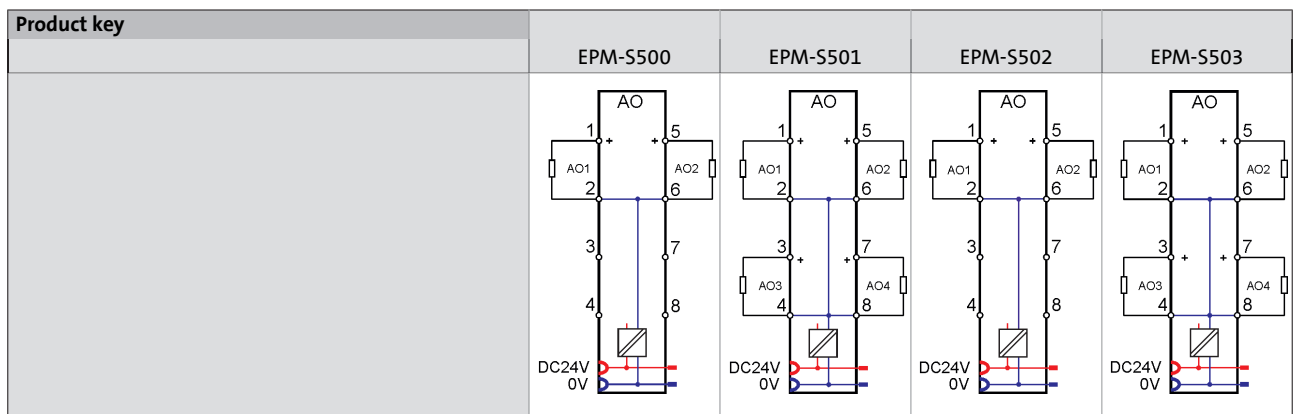 Product key
EPM-S500 EPM-S501 EPM-S502 EPM-S503
AO AO AO AO
1 + + 5 1 + + 5 1 + + 5 1 + + 5
AO1 AO2 AO1 AO2 AO1 AO2 AO1 AO2
2 6 2 6 2 6 2 6
3 7 3 + + 7 3 7 3 + + 7
AO3 AO4 AO3 AO4
4 8 4 8 4 8 4 8
DC24V DC24V DC24V DC24V
0V 0V 0V 0V